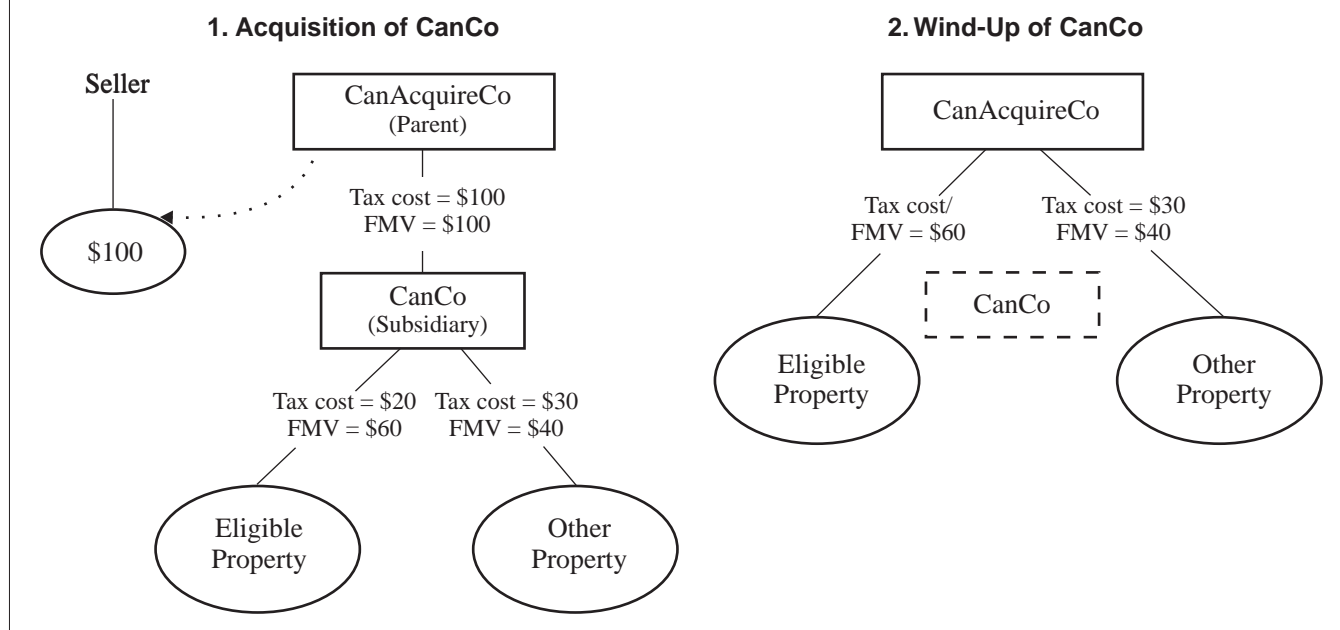 1. Acquisition of CanCo
Seller
CanAcquireCo
(Parent)
Tax cost = $100
FMV = $100
$100
CanCo
(Subsidiary)
Tax cost = $20
FMV = $60
Tax cost = $30
FMV = $40
Eligible
Property
Other
Property
2. Wind-Up of CanCo
CanAcquireCo
Tax cost/
FMV = $60
Tax cost = $30
FMV = $40
CanCo
Eligible
Property
Other
Property